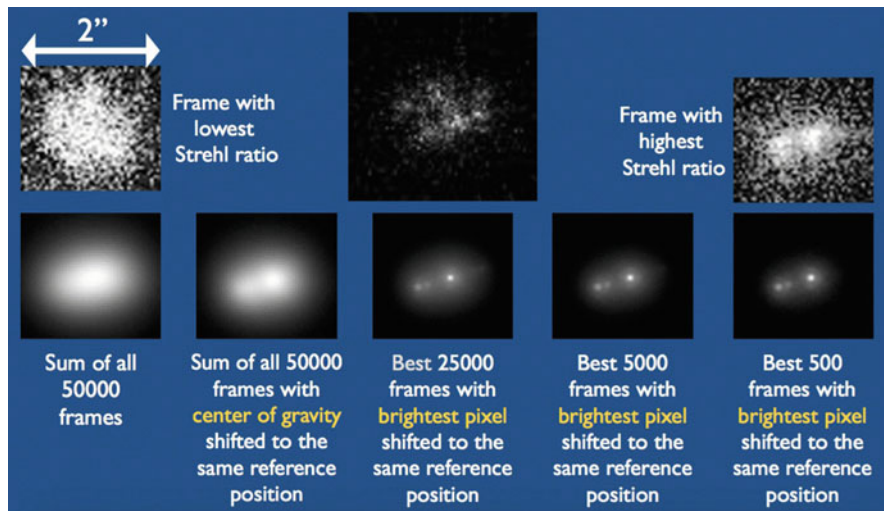 2”
Frame with
lowest
Strehl ratio
Frame with
highest
Strehl ratio
Sum of all
50000
frames
Sum of all 50000
frames with
center of gravity
shifted to the
same reference
position
Best 25000
frames with
brightest pixel
shifted to the
same reference
position
Best 5000
frames with
brightest pixel
shifted to the
same reference
position
Best 500
frames with
brightest pixel
shifted to the
same reference
position